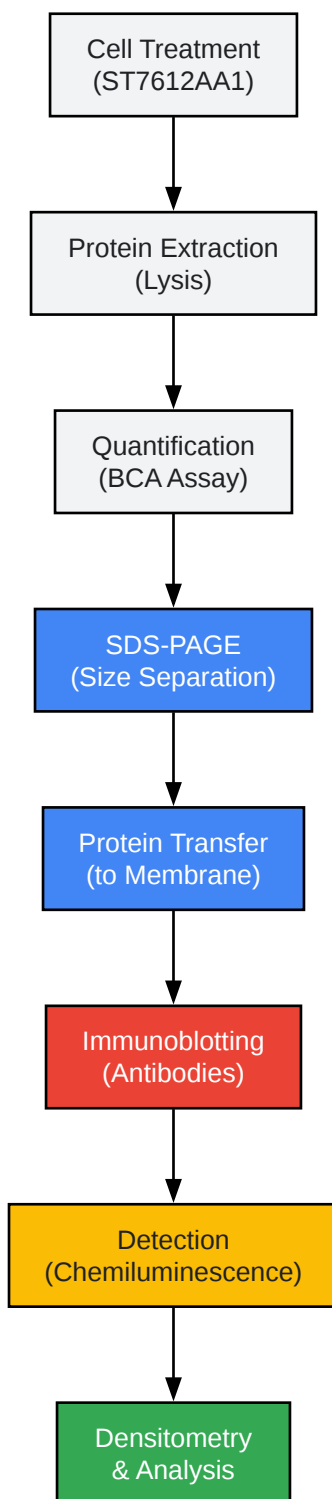 Cell Treatment
(ST7612AA1)
Protein Extraction
(Lysis)
Quantification
(BCA Assay)
SDS-PAGE
(Size Separation)
Protein Transfer
(to Membrane)
Immunoblotting
(Antibodies)
Detection
(Chemiluminescence)
Densitometry
& Analysis